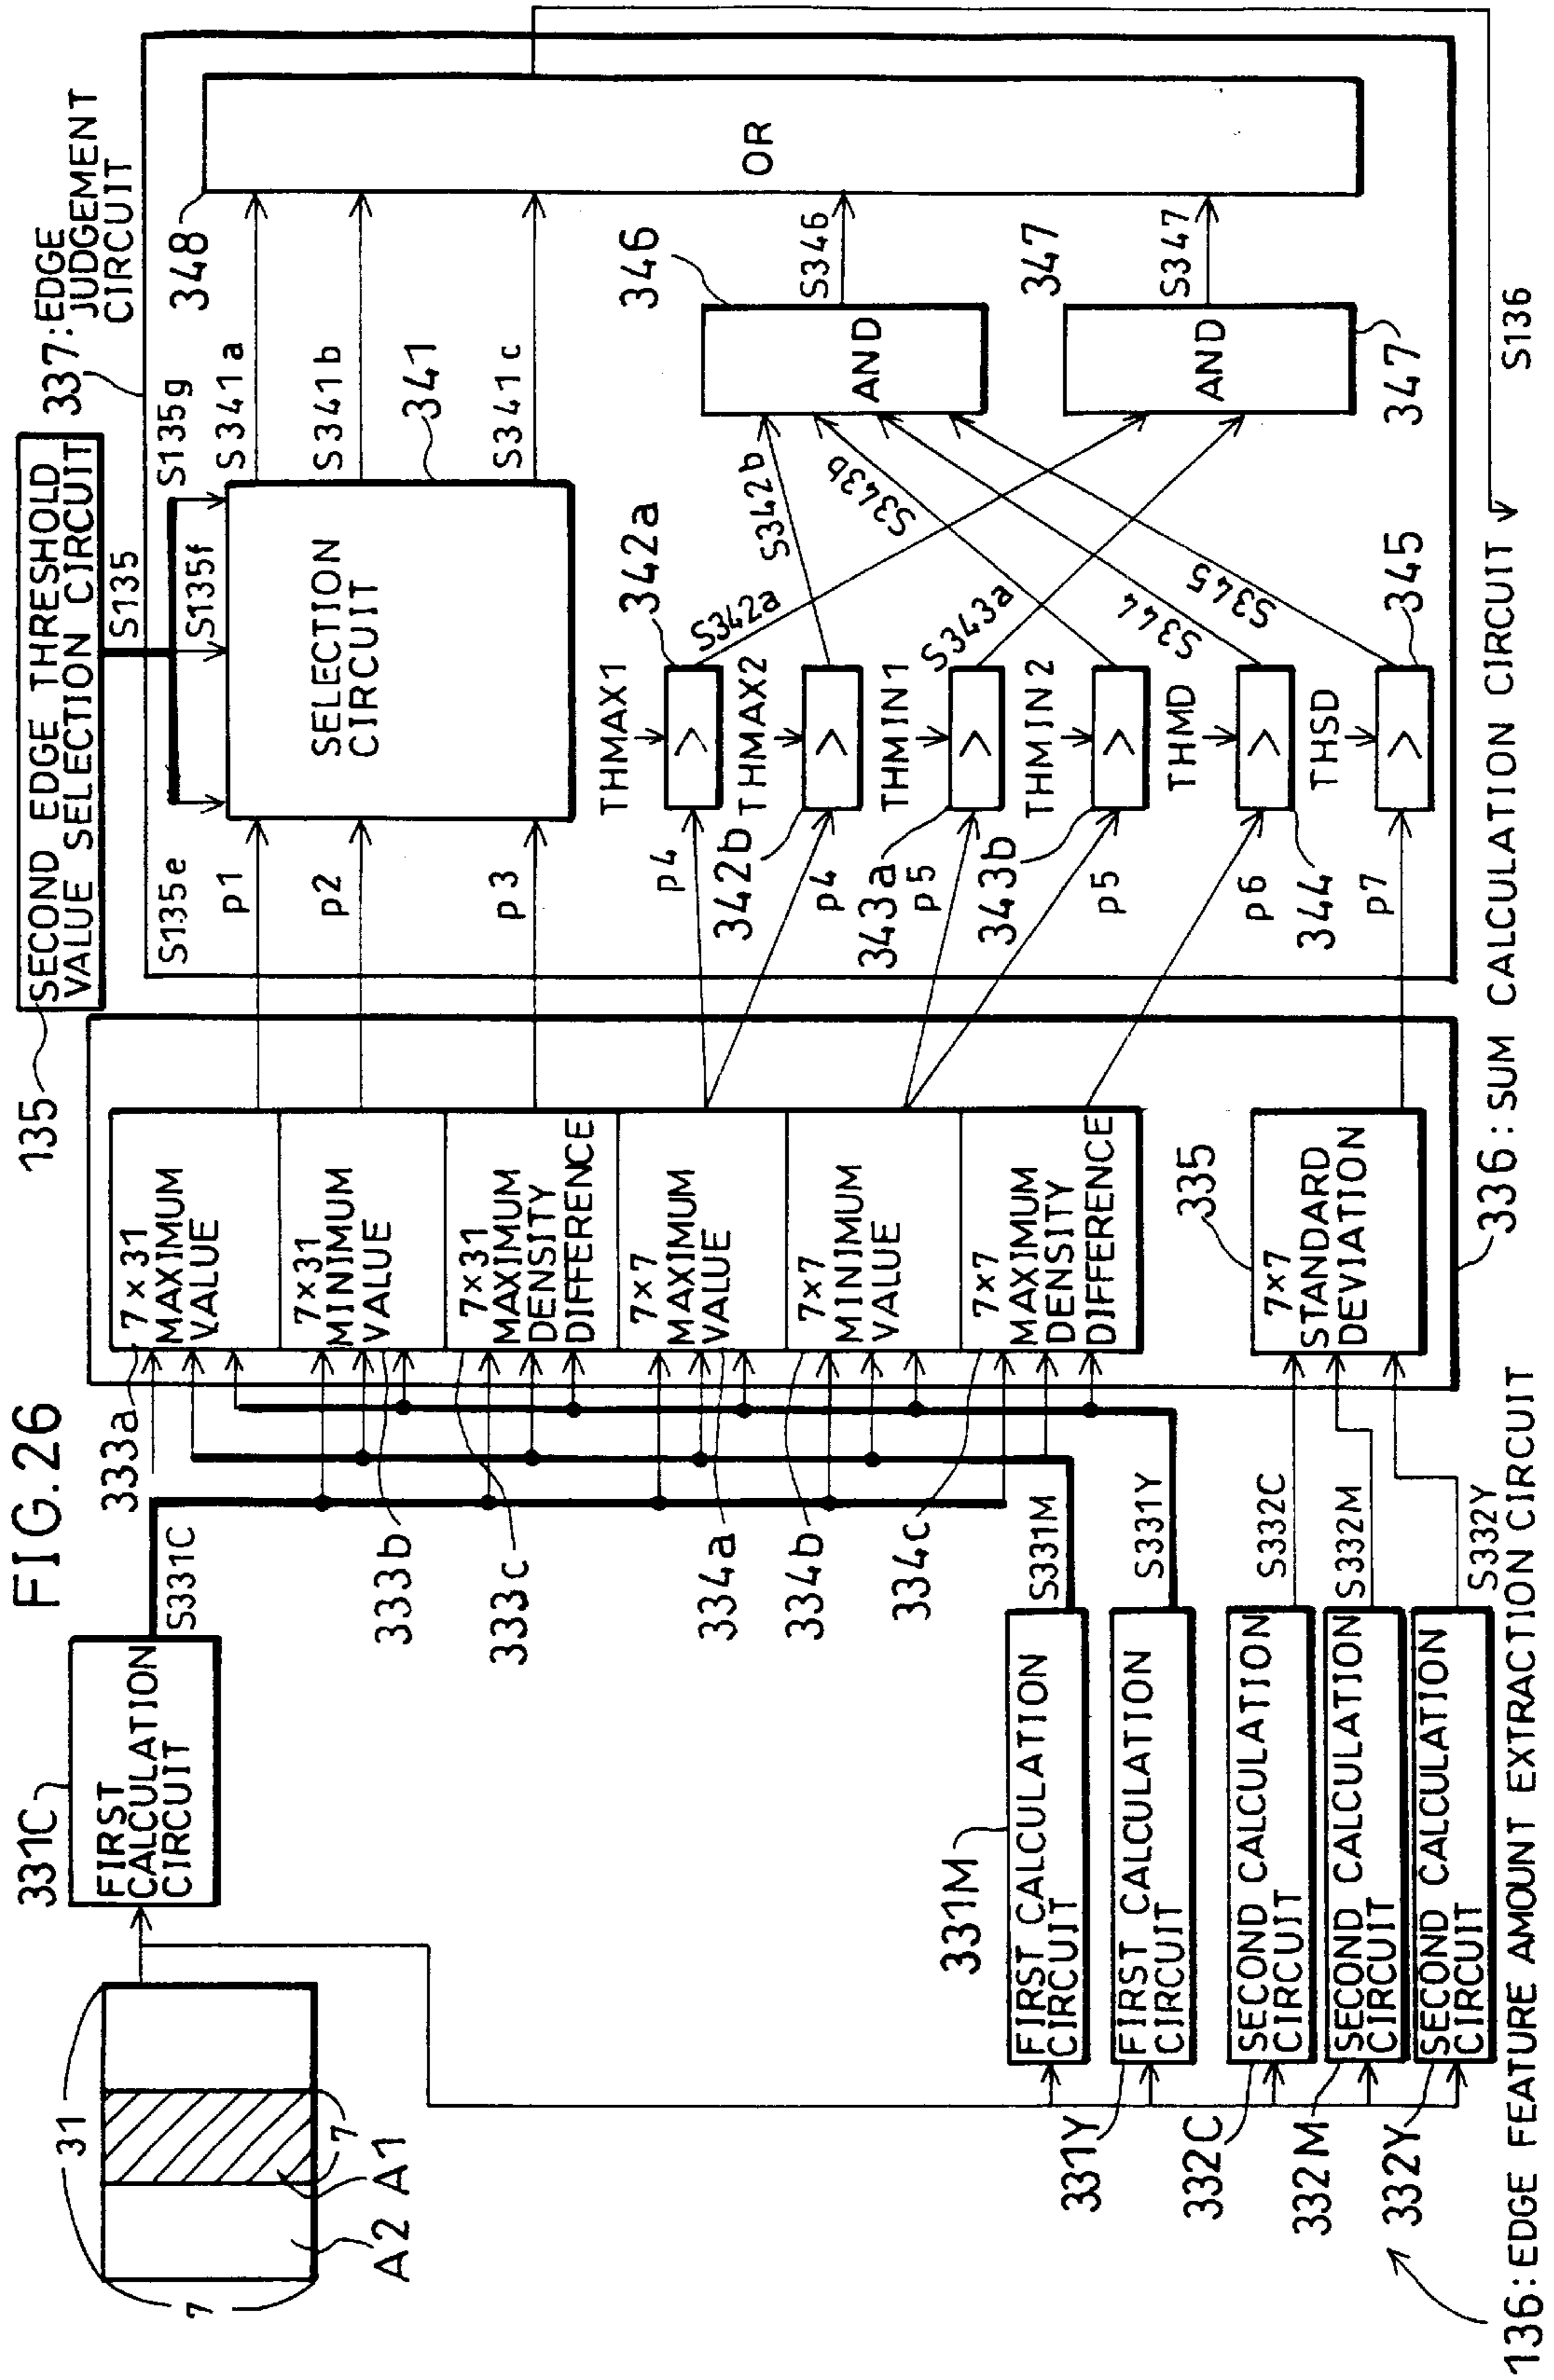 FIG.26
31
7
7
A2
A1
331C
FIRST
CALCULATION
CIRCUIT
S331C
331M
FIRST CALCULATION
CIRCUIT
S331M
331Y
FIRST CALCULATION
CIRCUIT
S331Y
332C
SECOND CALCULATION
CIRCUIT
S332C
332M
SECOND CALCULATION
CIRCUIT
S332M
332Y
SECOND CALCULATION
CIRCUIT
S332Y
136:EDGE FEATURE AMOUNT EXTRACTION CIRCUIT
333a
7×31
MAXIMUM
VALUE
333b
7×31
MINIMUM
VALUE
333c
7×31
MAXIMUM
DENSITY
DIFFERENCE
334a
7×7
MAXIMUM
VALUE
334b
7×7
MINIMUM
VALUE
334c
7×7
MAXIMUM
DENSITY
DIFFERENCE
335
7×7
STANDARD
DEVIATION
336:SUM CALCULATION CIRCUIT
135
SECOND EDGE THRESHOLD
VALUE SELECTION CIRCUIT
S135
S135e
S135f
S135g
337:EDGE
JUDGEMENT
CIRCUIT
p1
p2
p3
SELECTION
CIRCUIT
341
S341a
S341b
S341c
p4
THMAX1
>
342a
S342a
342b
p4
THMAX2
>
S342b
343a
p5
THMIN1
>
S343a
343b
p5
THMIN2
>
S343b
p6
344
THMD
>
S344
p7
THSD
>
345
S345
346
AND
S346
347
AND
347
S347
348
OR
S136